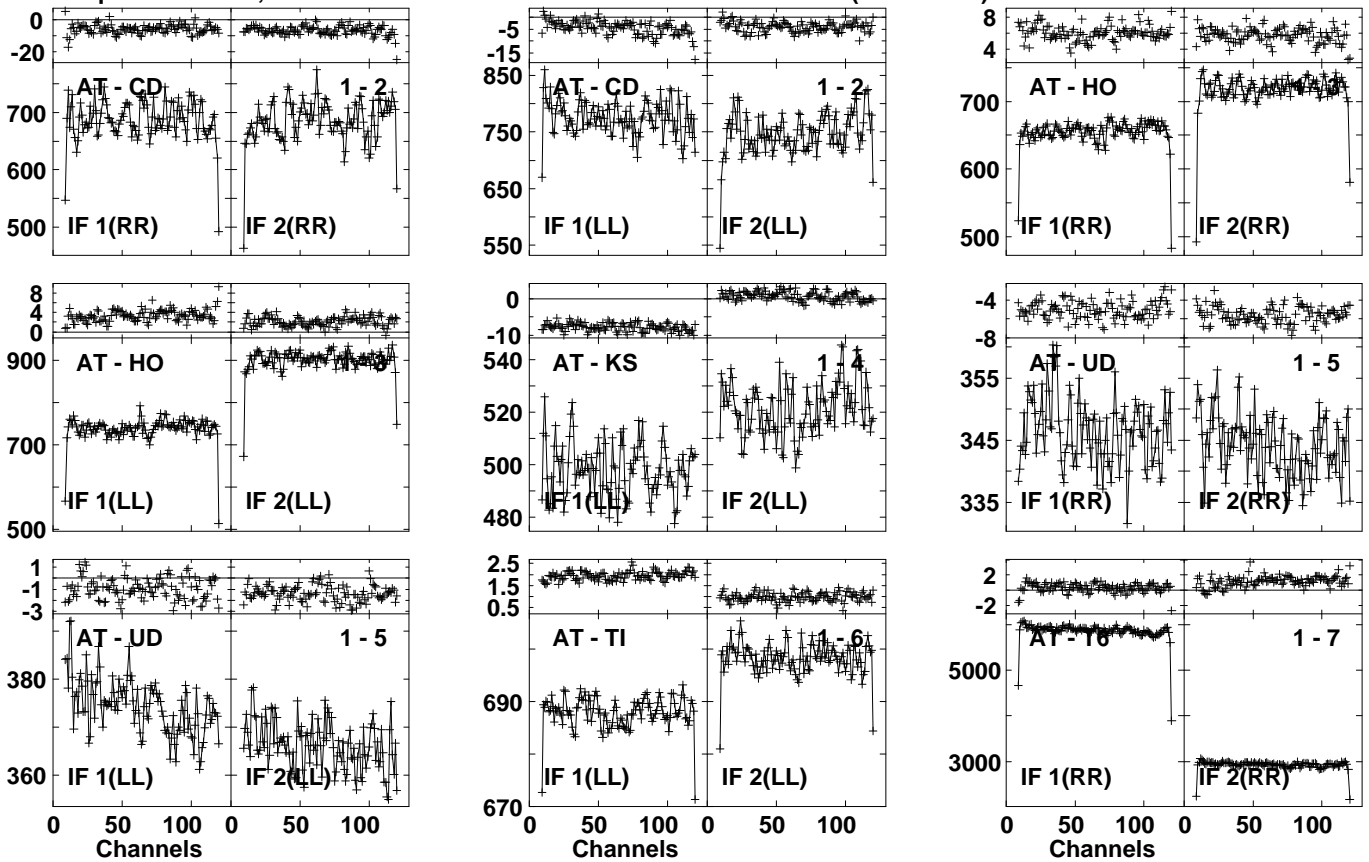 0
-20
AT - CD
1 - 2
700
600
500
IF 1(RR)
IF 2(RR)
-5
-15
850
AT - CD
1 - 2
750
650
550
IF 1(LL)
IF 2(LL)
8
4
AT - HO
1 - 3
700
600
500
IF 1(RR)
IF 2(RR)
8
4
0
900
AT - HO
1 - 3
700
500
IF 1(LL)
IF 2(LL)
0
-10
540
AT - KS
1 - 4
520
500
480
IF 1(LL)
IF 2(LL)
-4
-8
355
AT - UD
1 - 5
345
335
IF 1(RR)
IF 2(RR)
1
-1
-3
AT - UD
1 - 5
380
360
IF 1(LL)
IF 2(LL)
0 50 100 0 50 100
Channels
2.5
1.5
0.5
AT - TI
1 - 6
690
670
IF 1(LL)
IF 2(LL)
0 50 100 0 50 100
Channels
2
-2
AT - T6
1 - 7
5000
3000
IF 1(RR)
IF 2(RR)
0 50 100 0 50 100
Channels